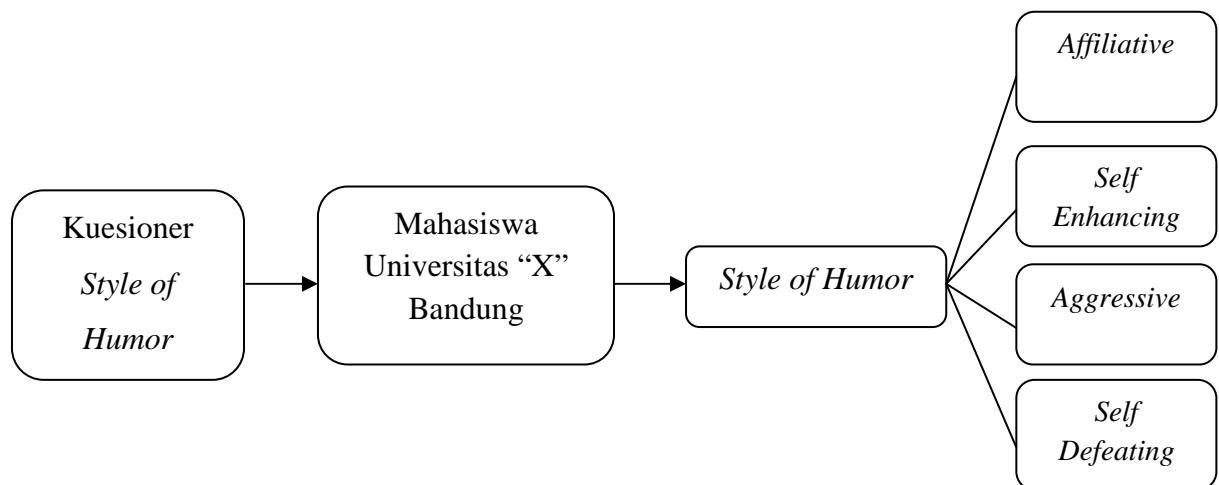 Kuesioner
Style of
Humor
Mahasiswa
Universitas “X”
Bandung
Style of Humor
Affiliative
Self
Enhancing
Aggressive
Self
Defeating